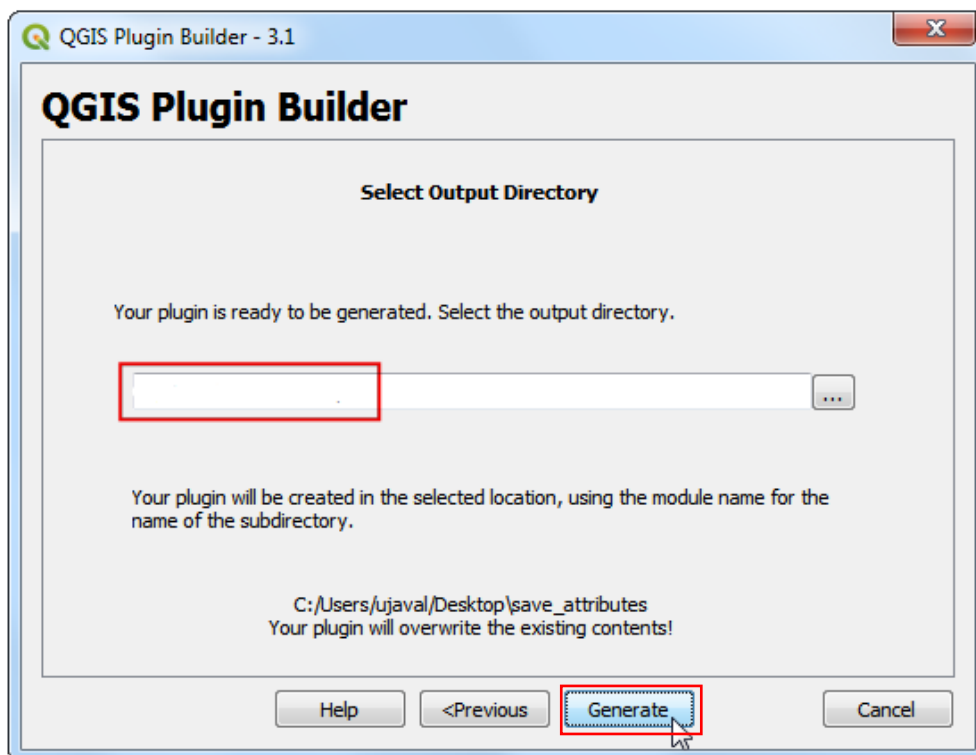 QGIS Plugin Builder - 3.1
QGIS Plugin Builder
Select Output Directory
Your plugin is ready to be generated. Select the output directory.
...
Your plugin will be created in the selected location, using the module name for the
name of the subdirectory.
C:/Users/ujaval/Desktop\save_attributes
Your plugin will overwrite the existing contents!
Help
<Previous
Generate
Cancel